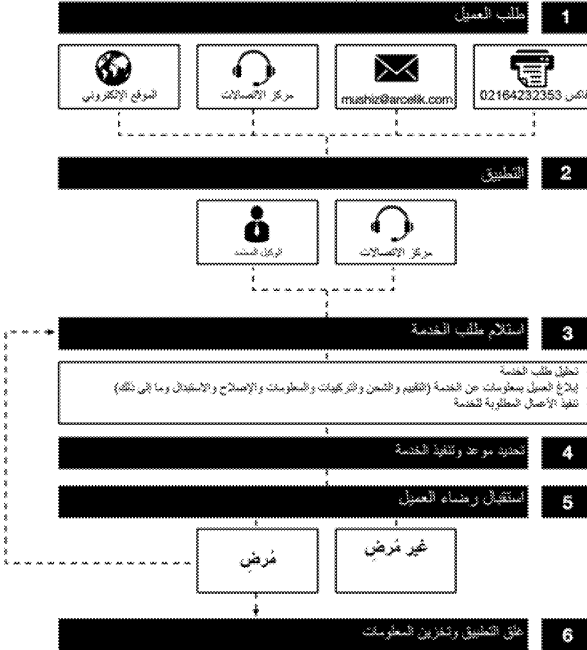 1 طلب العميل
فاكس 02164232353
mushiz@arcelik.com
مركز الاتصالات
الموقع الإلكتروني
2 التطبيق
مركز الاتصالات
الوكيل المعتمد
3 استلام طلب الخدمة
تحليل طلب الخدمة
إبلاغ العميل بمعلومات عن الخدمة (التقييم والشحن والتركيبات والمعلومات والإصلاح والاستبدال وما إلى ذلك)
تنفيذ الأعمال المطلوبة للخدمة
4 تحديد موعد وتنفيذ الخدمة
5 استقبال رضاء العميل
غير مُرضِ
مُرضِ
6 غلق التطبيق وتخزين المعلومات